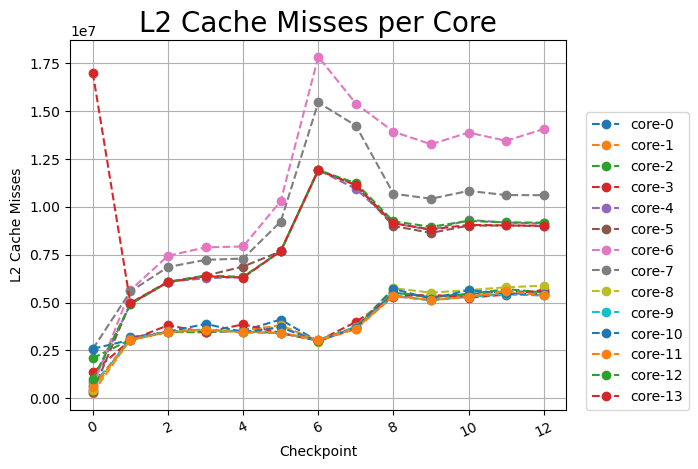 L2 Cache Misses per Core
1e7
1.75
1.50
1.25
1.00
0.75
0.50
0.25
0.00
L2 Cache Misses
0 2 4 6 8 10 12
Checkpoint
core-0
core-1
core-2
core-3
core-4
core-5
core-6
core-7
core-8
core-9
core-10
core-11
core-12
core-13